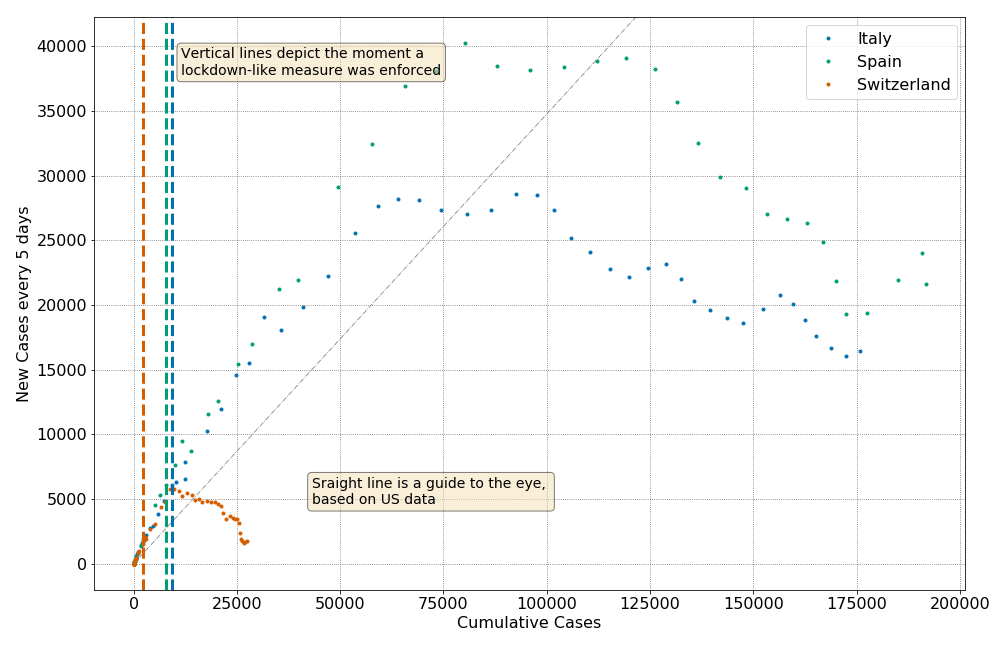 Vertical lines depict the moment a
lockdown-like measure was enforced
Italy
Spain
Switzerland
Sraight line is a guide to the eye,
based on US data
New Cases every 5 days
40000
35000
30000
25000
20000
15000
10000
5000
0
0 25000 50000 75000 100000 125000 150000 175000 200000
Cumulative Cases